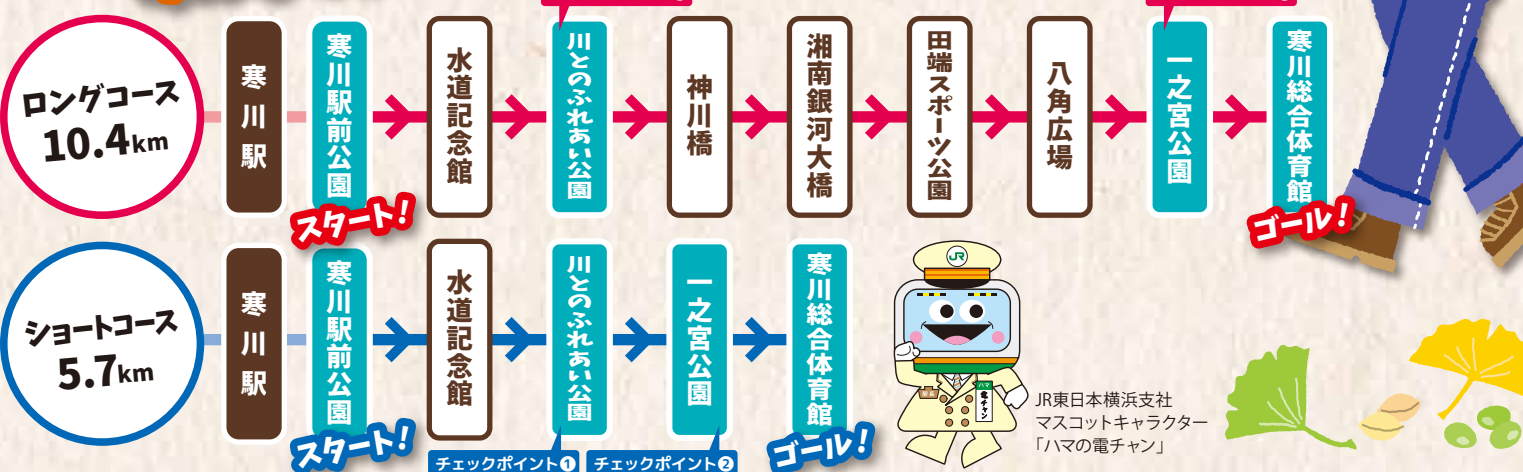 ロングコース
10.4km
寒川駅
寒川駅前公園
スタート!
水道記念館
川とのふれあい公園
神川橋
湘南銀河大橋
田端スポーツ公園
八角広場
一之宮公園
寒川総合体育館
ゴール!
ショートコース
5.7km
寒川駅
寒川駅前公園
スタート!
水道記念館
川とのふれあい公園
チェックポイント❶
一之宮公園
チェックポイント❷
寒川総合体育館
ゴール!
JR
ハマ
電チャン
JR東日本横浜支社
マスコットキャラクター
「ハマの電チャン」